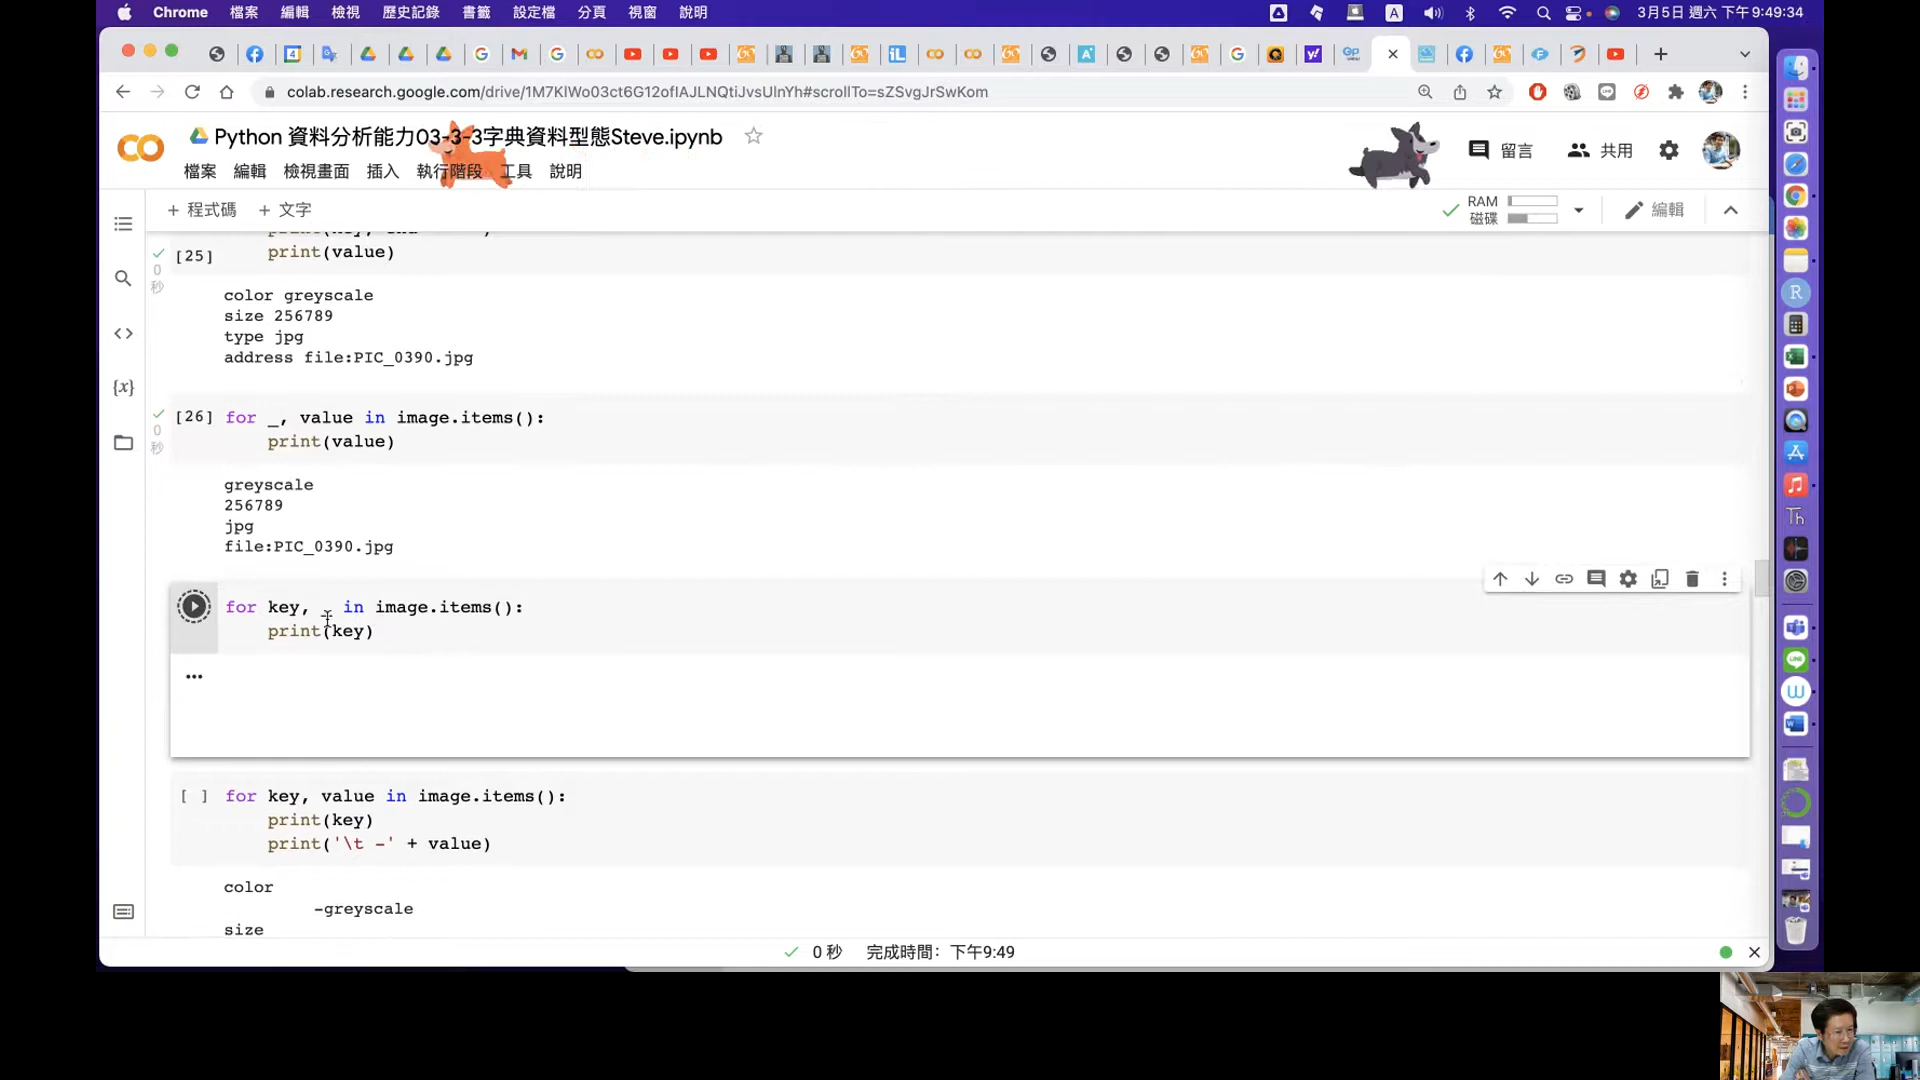 Chrome 檔案 編輯 檢視 歷史記錄 書籤 設定檔 分頁 視窗 說明 A 3月5日 週六 下午9:49:34
colab.research.google.com/drive/1M7KlWo03ct6G12oflAJLNQtiJvsUlnYh#scrollTo=sZSvgJrSwKom
Python 資料分析能力03-3-3字典資料型態Steve.ipynb
留言 共用
檔案 編輯 檢視畫面 插入 執行階段 工具 說明
+ 程式碼 + 文字
RAM
磁碟
編輯
[25] print(value)
0
秒
color greyscale
size 256789
type jpg
address file:PIC_0390.jpg
[26] for _, value in image.items():
0
print(value)
秒
greyscale
256789
jpg
file:PIC_0390.jpg
for key, _ in image.items():
print(key)
...
[ ] for key, value in image.items():
print(key)
print('\t -' + value)
color
-greyscale
size
0 秒 完成時間: 下午9:49